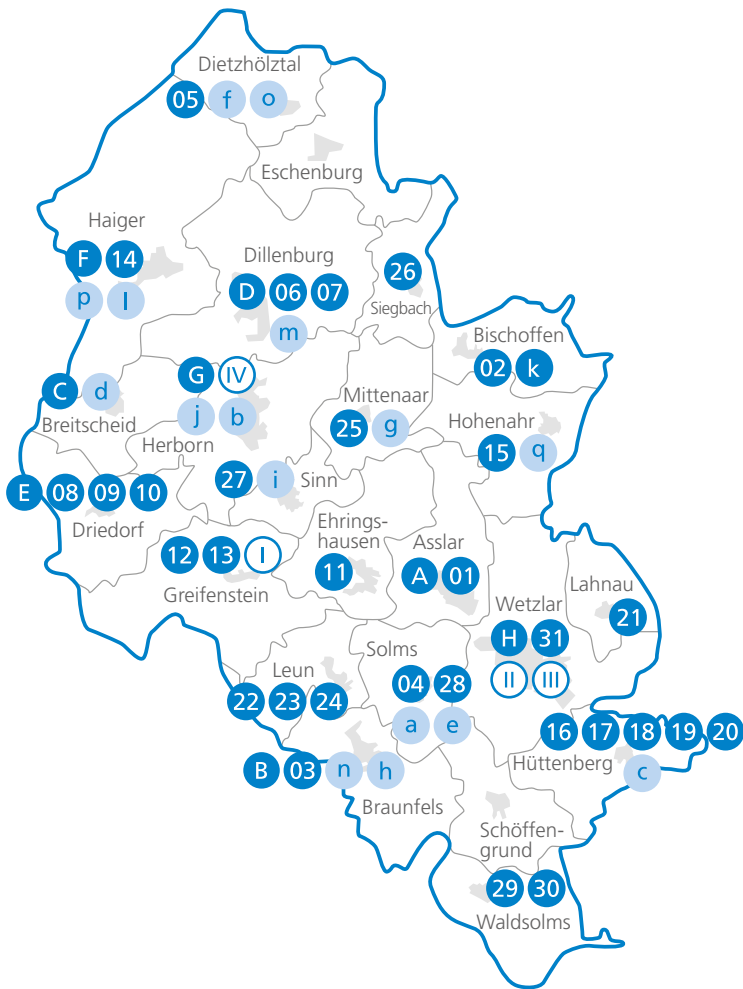 Dietzhölztal
05 f o
Eschenburg
Haiger
F 14
p l
Dillenburg
D 06 07
m
26
Siegbach
Bischoffen
02 k
C d
Breitscheid
G IV
j b
Herborn
Mittenaar
25 g
Hohenahr
15 q
E 08 09 10
Driedorf
27 i Sinn
Ehrings-
hausen
11
12 13 I
Greifenstein
Asslar
A 01
Lahnau
21
Wetzlar
H 31
II III
Leun
22 23 24
Solms
04 28
a e
16 17 18 19 20
Hüttenberg
c
B 03 n h
Braunfels
Schöffen-
grund
29 30
Waldsolms